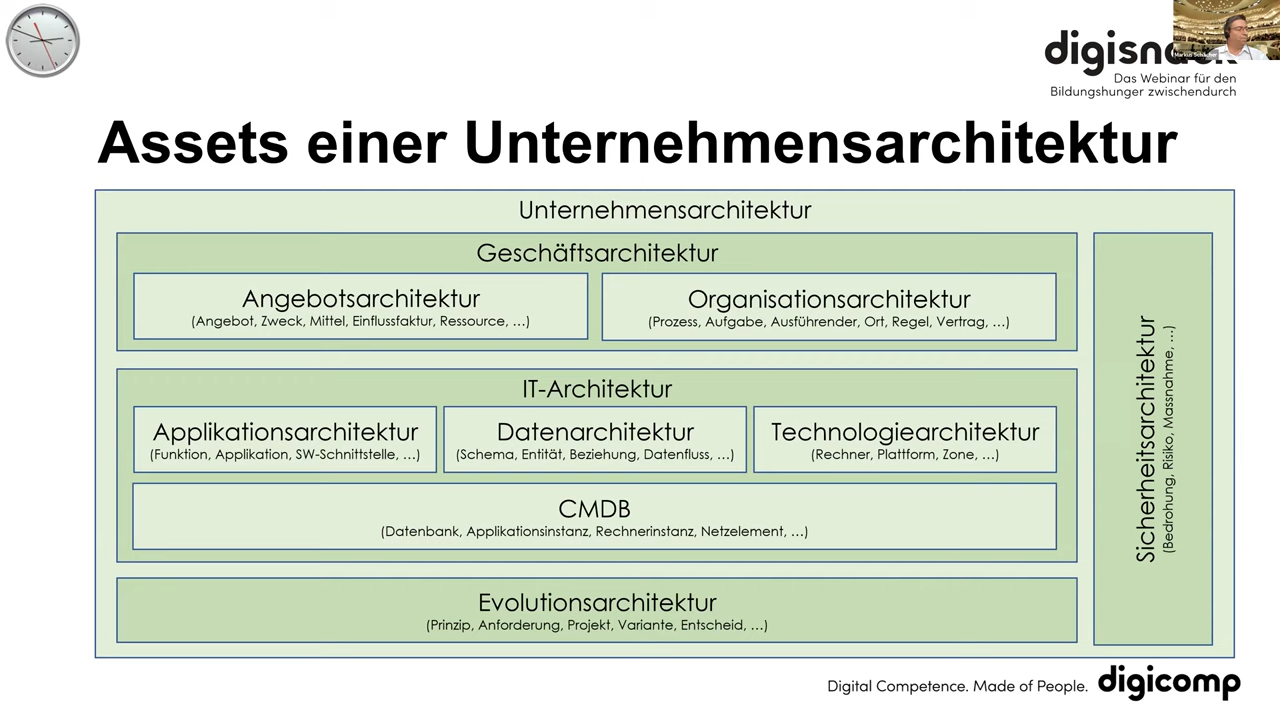 digisnack
Markus Schacher
Das Webinar für den
Bildungshunger zwischendurch
Assets einer Unternehmensarchitektur
Unternehmensarchitektur
Geschäftsarchitektur
Angebotsarchitektur
(Angebot, Zweck, Mittel, Einflussfaktur, Ressource, …)
Organisationsarchitektur
(Prozess, Aufgabe, Ausführender, Ort, Regel, Vertrag, …)
IT-Architektur
Applikationsarchitektur
(Funktion, Applikation, SW-Schnittstelle, …)
Datenarchitektur
(Schema, Entität, Beziehung, Datenfluss, …)
Technologiearchitektur
(Rechner, Plattform, Zone, …)
CMDB
(Datenbank, Applikationsinstanz, Rechnerinstanz, Netzelement, …)
Evolutionsarchitektur
(Prinzip, Anforderung, Projekt, Variante, Entscheid, …)
Sicherheitsarchitektur
(Bedrohung, Risiko, Massnahme, …)
Digital Competence. Made of People.
digicomp